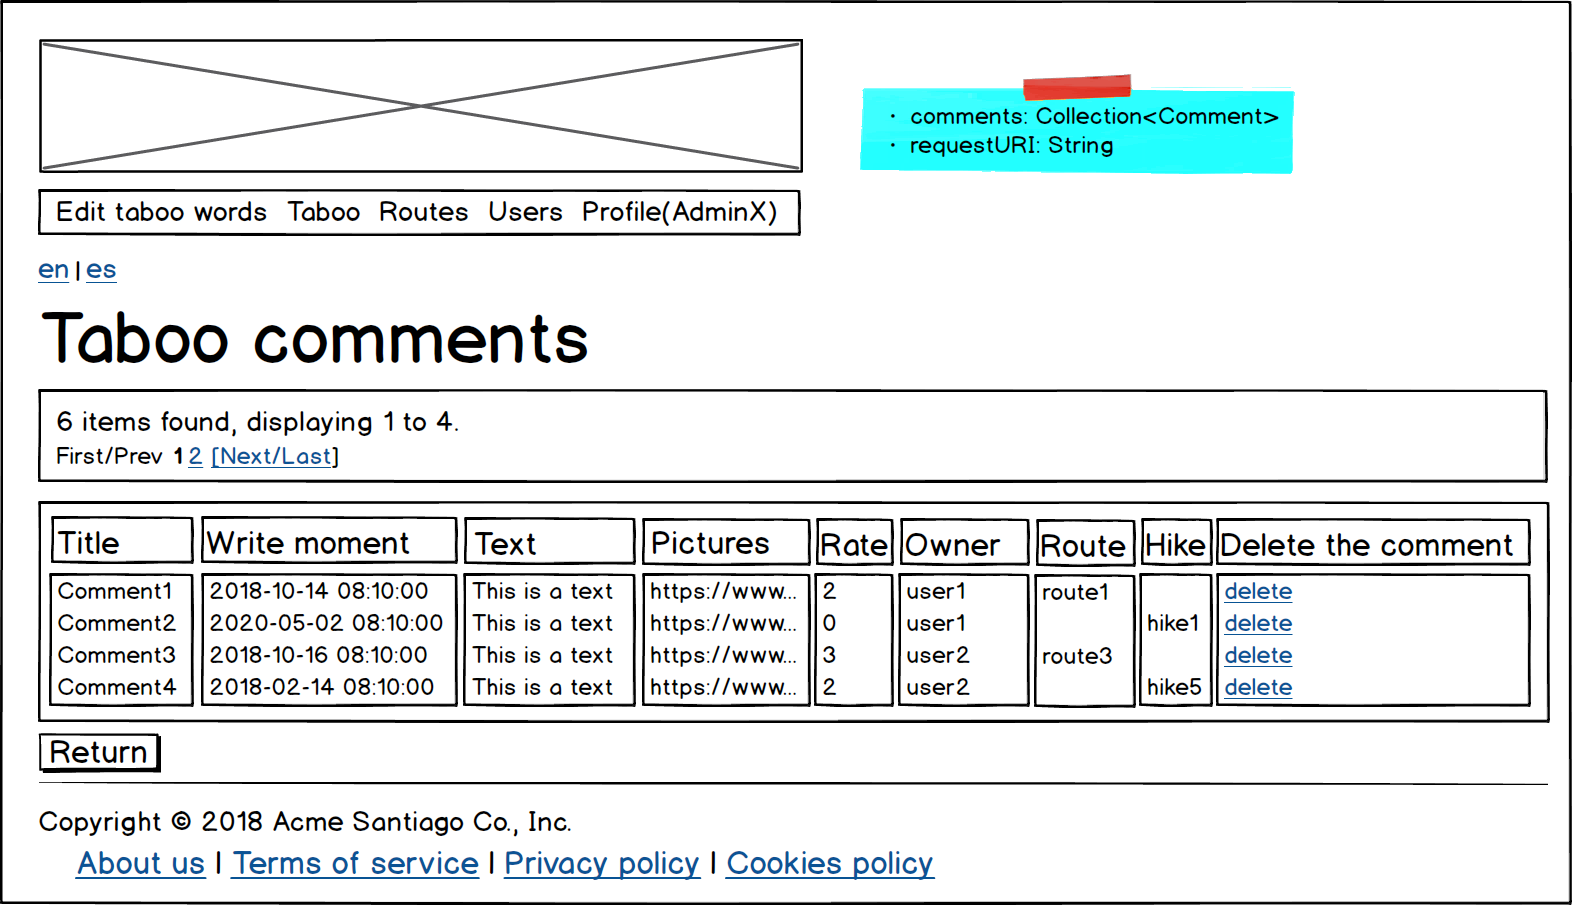 · comments: Collection<Comment>
· requestURI: String
Edit taboo words Taboo Routes Users Profile(AdminX)
en | es
Taboo comments
6 items found, displaying 1 to 4.
First/Prev 1 2 [Next/Last]
Title Write moment Text Pictures Rate Owner Route Hike Delete the comment
Comment1 2018-10-14 08:10:00 This is a text https://www... 2 user1 route1 delete
Comment2 2020-05-02 08:10:00 This is a text https://www... 0 user1 hike1 delete
Comment3 2018-10-16 08:10:00 This is a text https://www... 3 user2 route3 delete
Comment4 2018-02-14 08:10:00 This is a text https://www... 2 user2 hike5 delete
Return
Copyright © 2018 Acme Santiago Co., Inc.
About us | Terms of service | Privacy policy | Cookies policy